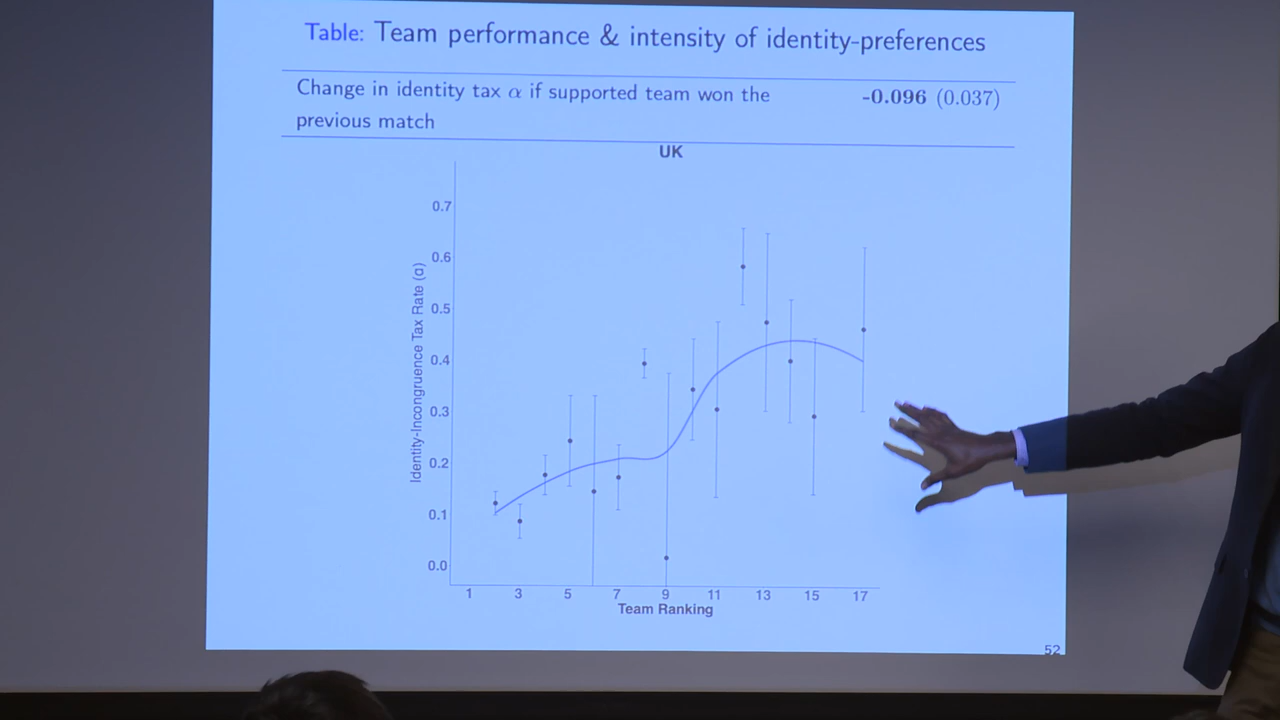 Table: Team performance & intensity of identity-preferences
Change in identity tax α if supported team won the -0.096 (0.037)
previous match
UK
Identity-Incongruence Tax Rate (α)
0.7
0.6
0.5
0.4
0.3
0.2
0.1
0.0
1 3 5 7 9 11 13 15 17
Team Ranking
52